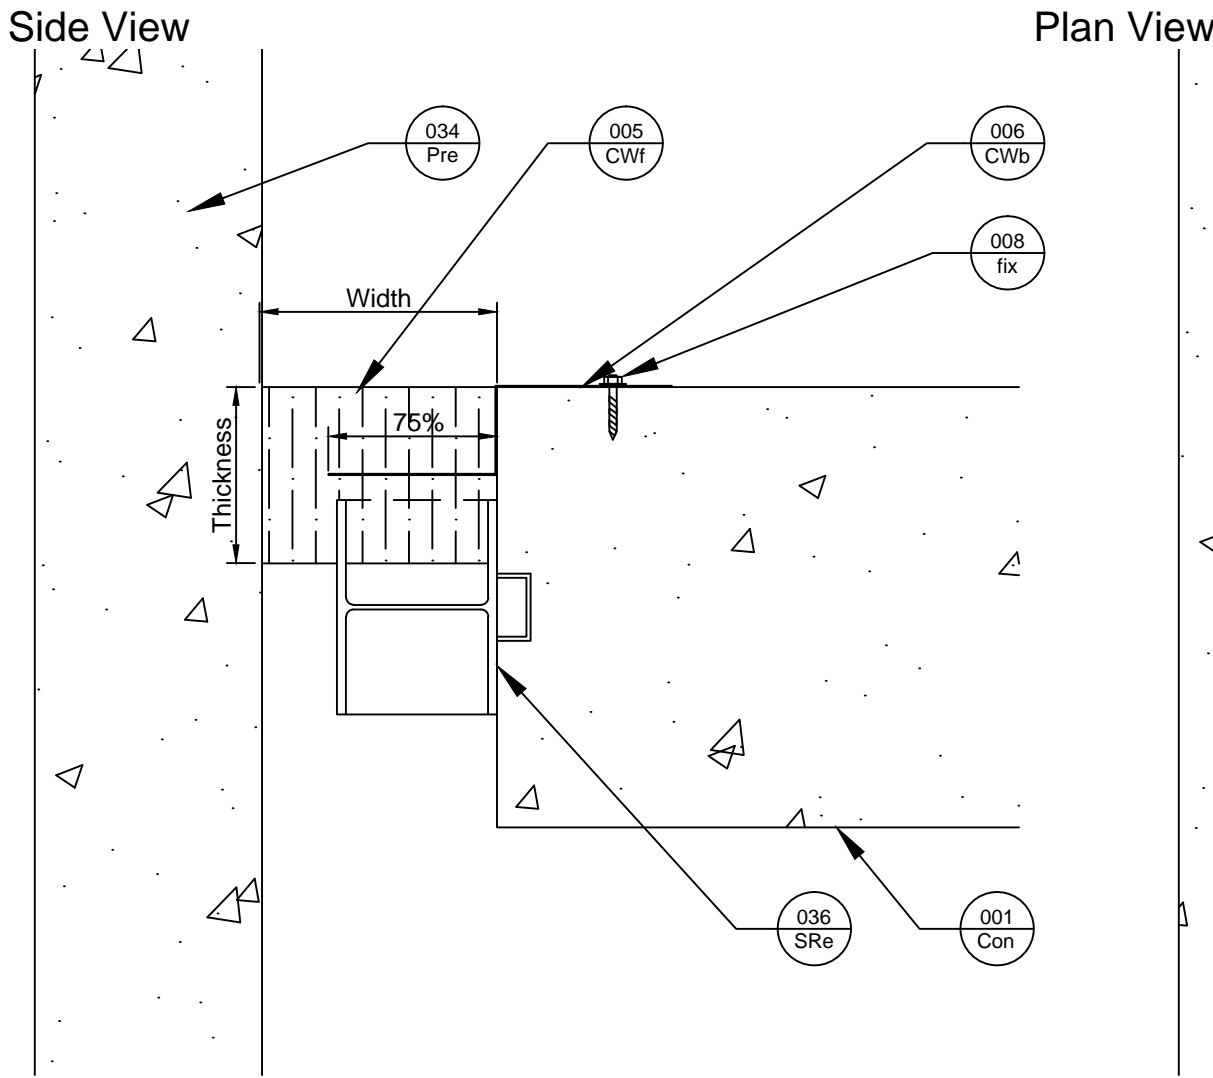 Side View
Plan View
034
Pre
005
CWf
006
CWb
008
fix
Width
75%
Thickness
036
SRe
001
Con